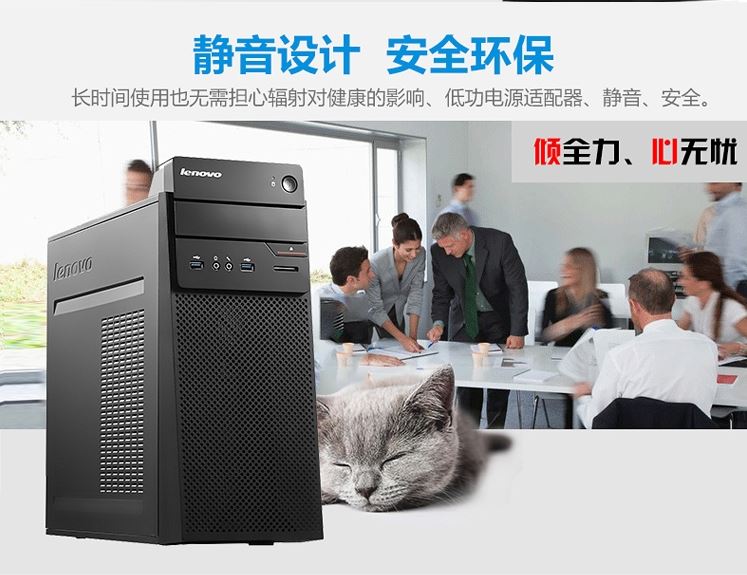 静音设计 安全环保
长时间使用也无需担心辐射对健康的影响、低功电源适配器、静音、安全。
倾全力、心无忧
lenovo
lenovo